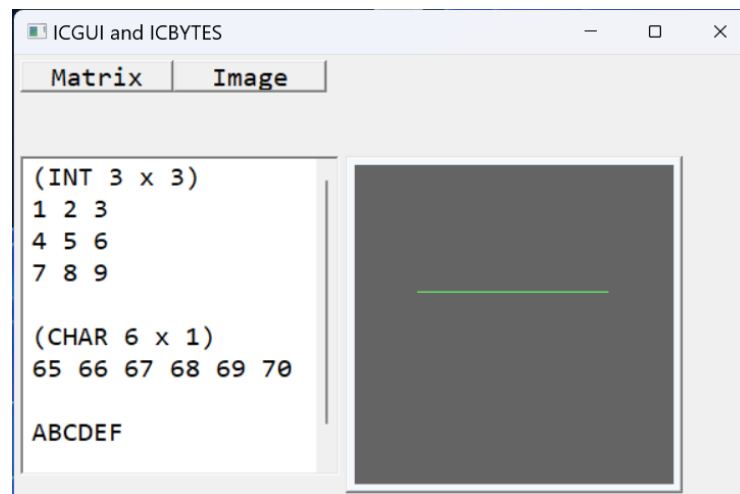 ICGUI and ICBYTES
Matrix Image
(INT 3 x 3)
1 2 3
4 5 6
7 8 9
(CHAR 6 x 1)
65 66 67 68 69 70
ABCDEF